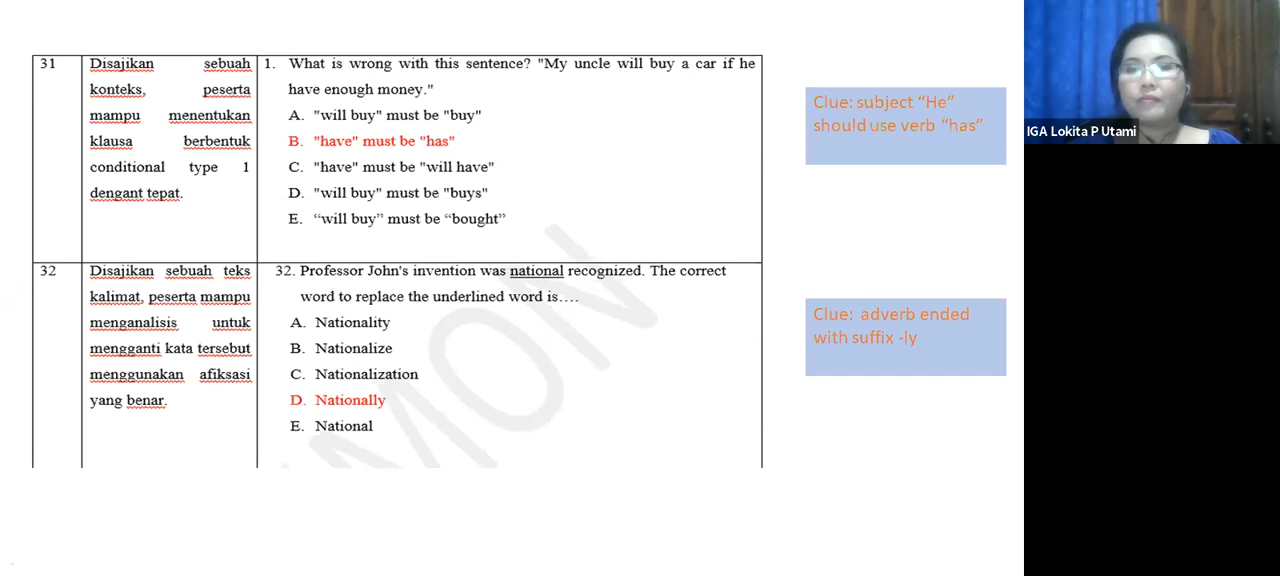 31
Disajikan sebuah
konteks, peserta
mampu menentukan
klausa berbentuk
conditional type 1
dengant tepat.
1. What is wrong with this sentence? "My uncle will buy a car if he
have enough money."
A. "will buy" must be "buy"
B. "have" must be "has"
C. "have" must be "will have"
D. "will buy" must be "buys"
E. “will buy” must be “bought”
Clue: subject “He”
should use verb “has”
IGA Lokita P Utami
32
Disajikan sebuah teks
kalimat, peserta mampu
menganalisis untuk
mengganti kata tersebut
menggunakan afiksasi
yang benar.
32. Professor John's invention was national recognized. The correct
word to replace the underlined word is….
A. Nationality
B. Nationalize
C. Nationalization
D. Nationally
E. National
Clue: adverb ended
with suffix -ly